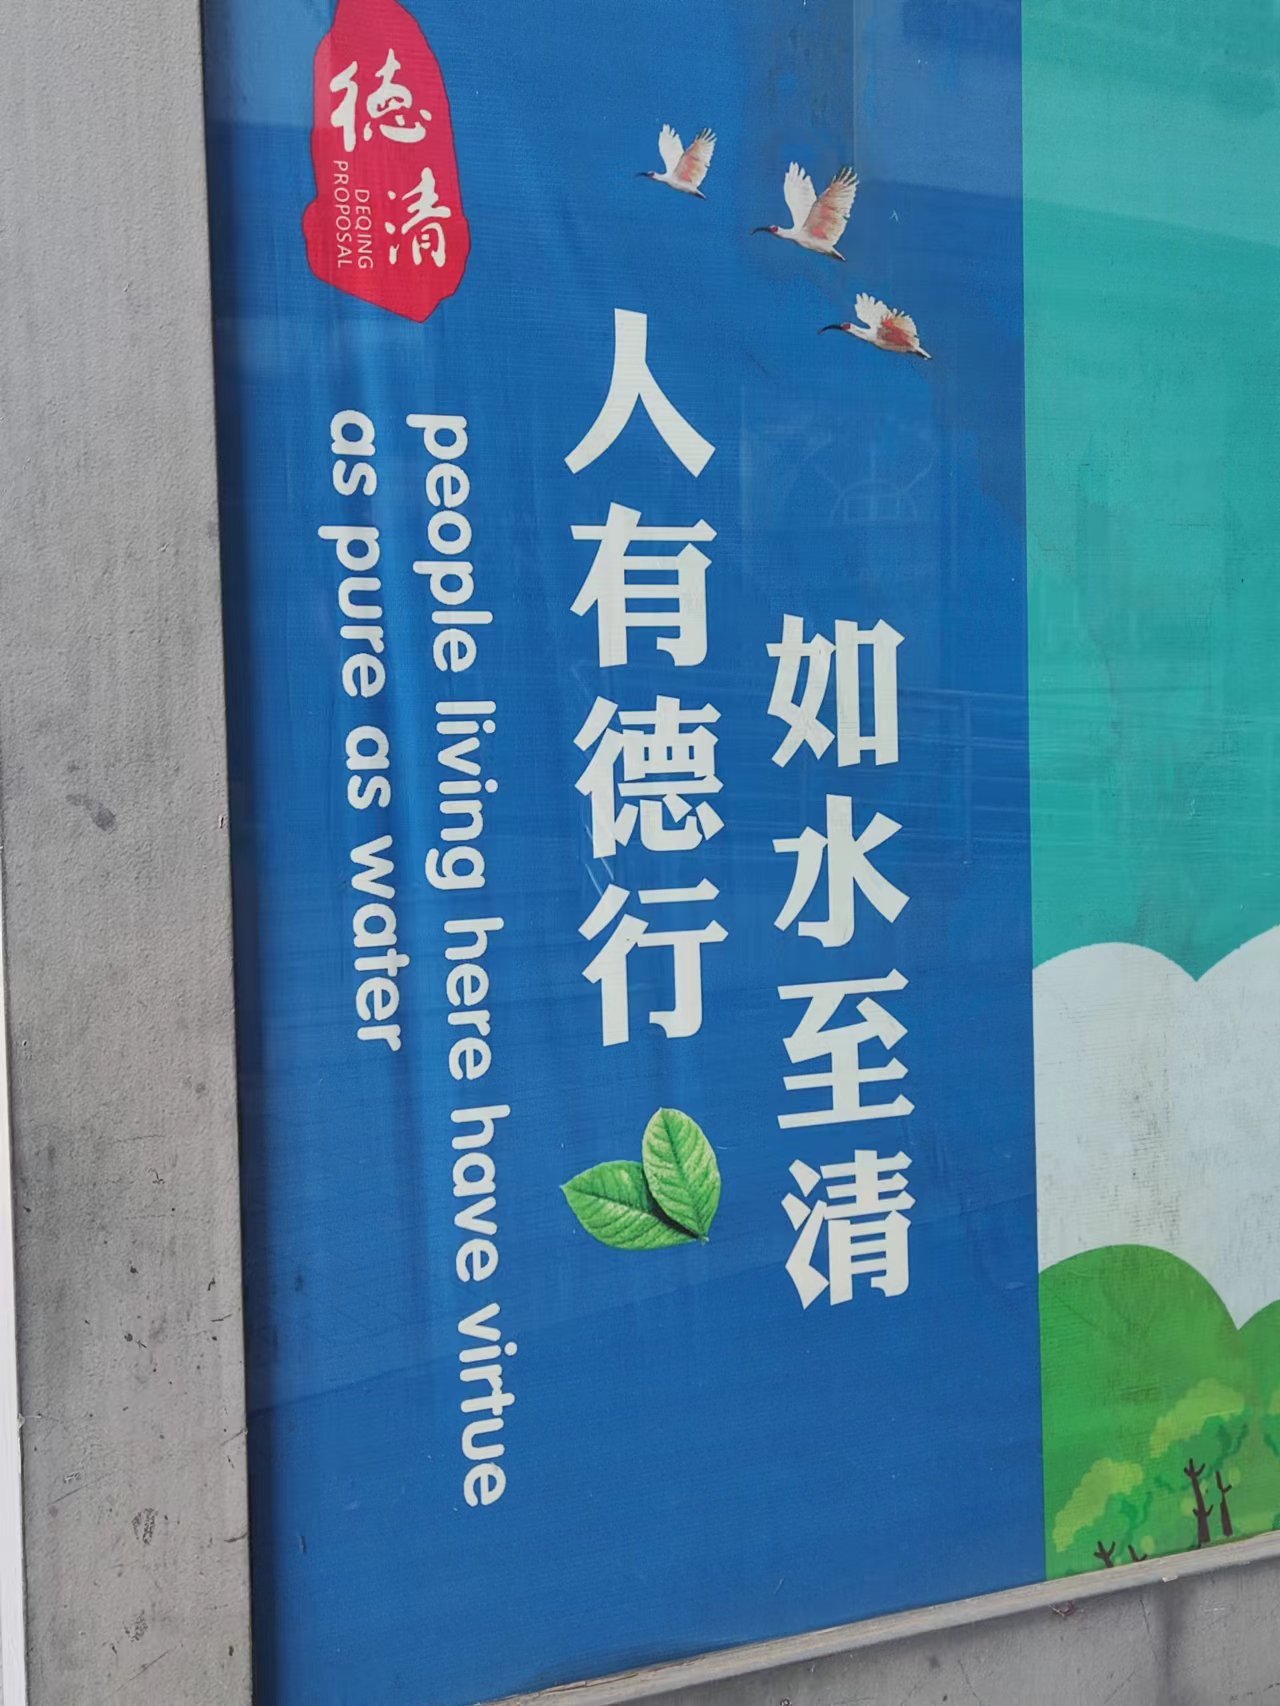 德清
DEQING
PROPOSAL
人有德行
如水至清
people living here have virtue
as pure as water